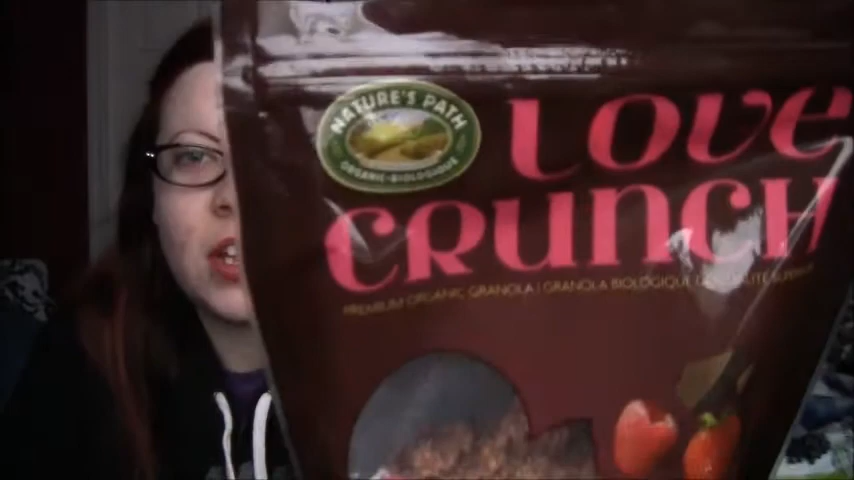 NATURE'S PATH
ORGANIC•BIOLOGIQUE
LOVE
CRUNCH
PREMIUM ORGANIC GRANOLA | GRANOLA BIOLOGIQUE